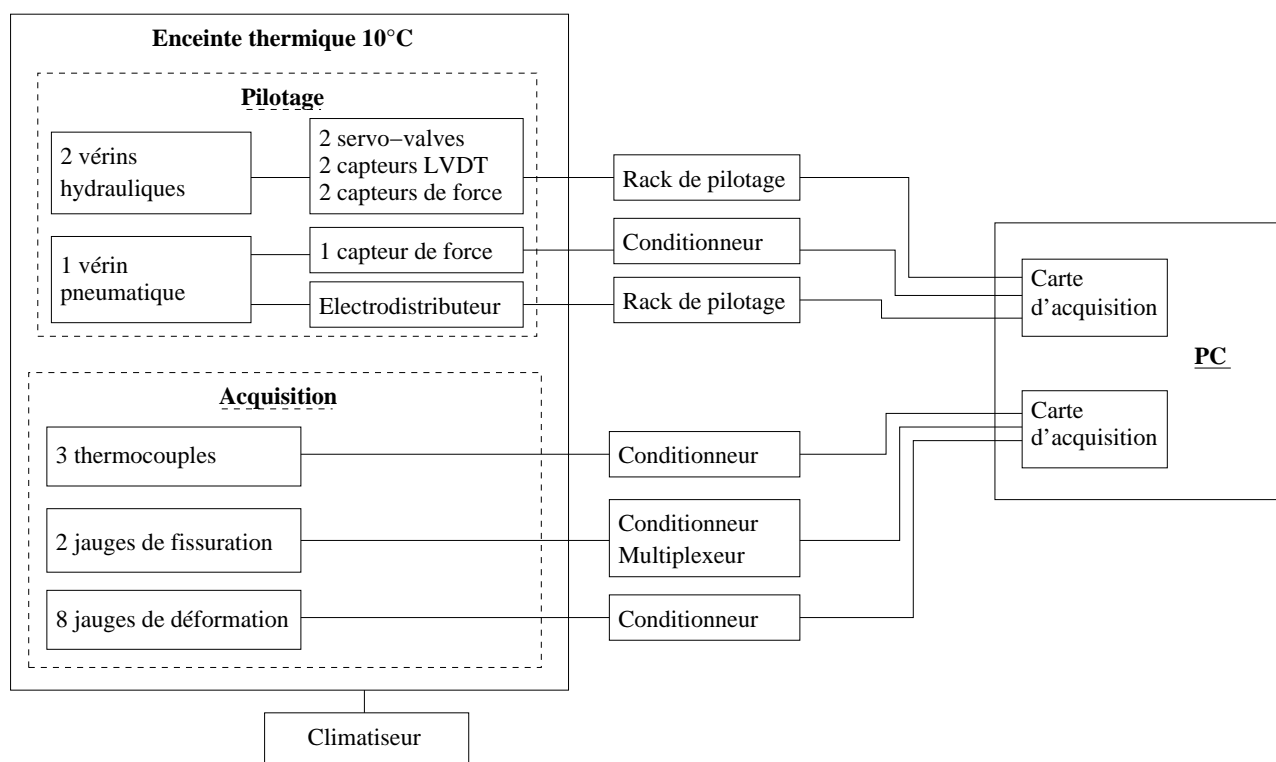 Enceinte thermique 10°C
Pilotage
2 vérins
hydrauliques
2 servo−valves
2 capteurs LVDT
2 capteurs de force
Rack de pilotage
1 vérin
pneumatique
1 capteur de force
Conditionneur
Electrodistributeur
Rack de pilotage
Carte
d'acquisition
PC
Acquisition
3 thermocouples
Conditionneur
Carte
d'acquisition
2 jauges de fissuration
Conditionneur
Multiplexeur
8 jauges de déformation
Conditionneur
Climatiseur